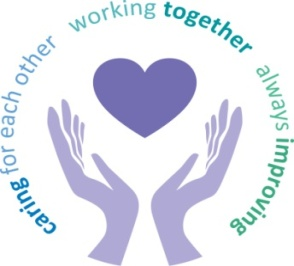 caring for each other
working together
always improving